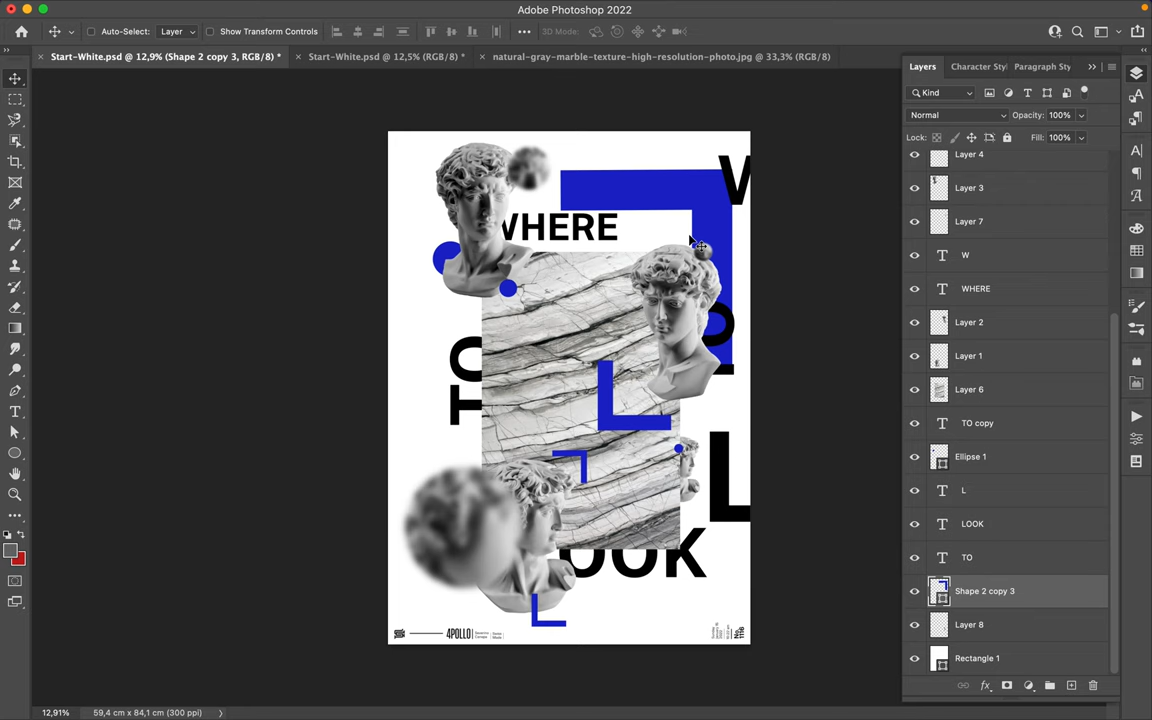 Adobe Photoshop 2022
Auto-Select:
Layer
Show Transform Controls
3D Mode:
Start-White.psd @ 12,9% (Shape 2 copy 3, RGB/8) *
Start-White.psd @ 12,5% (RGB/8) *
natural-gray-marble-texture-high-resolution-photo.jpg @ 33,3% (RGB/8)
Layers
Character Sty
Paragraph Sty
Kind
Normal
Opacity:
100%
Lock:
Fill:
100%
Layer 4
Layer 3
Layer 7
W
WHERE
Layer 2
Layer 1
Layer 6
TO copy
Ellipse 1
L
LOOK
TO
Shape 2 copy 3
Layer 8
Rectangle 1
W
WHERE
TO
L
OOK
4POLLO
No.
1116
12,91%
59,4 cm x 84,1 cm (300 ppi)